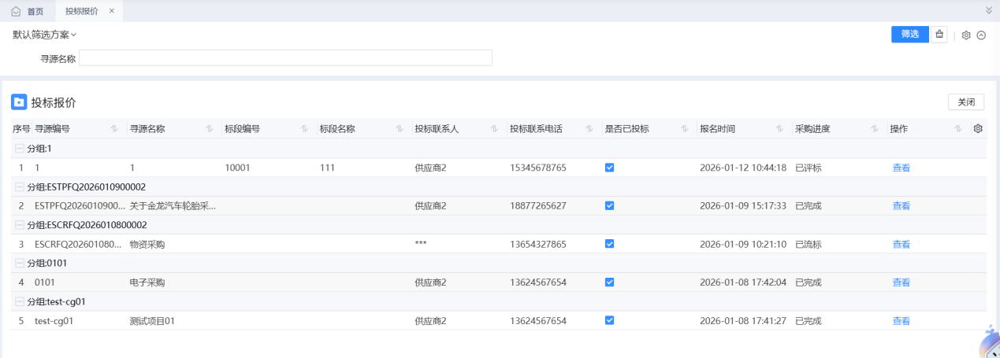 首页 投标报价 ×
默认筛选方案 筛选
寻源名称
投标报价 关闭
序号 寻源编号 寻源名称 标段编号 标段名称 投标联系人 投标联系电话 是否已投标 报名时间 采购进度 操作
分组:1
1 1 1 10001 111 供应商2 15345678765 2026-01-12 10:44:18 已评标 查看
分组:ESTPFQ2026010900002
2 ESTPFQ2026010900... 关于金龙汽车轮胎采... 供应商2 18877265627 2026-01-09 15:17:33 已完成 查看
分组:ESCRFQ2026010800002
3 ESCRFQ202601080... 物资采购 *** 13654327865 2026-01-09 10:21:10 已流标 查看
分组:0101
4 0101 电子采购 供应商2 13624567654 2026-01-08 17:42:04 已完成 查看
分组:test-cg01
5 test-cg01 测试项目01 供应商2 13624567654 2026-01-08 17:41:27 已完成 查看